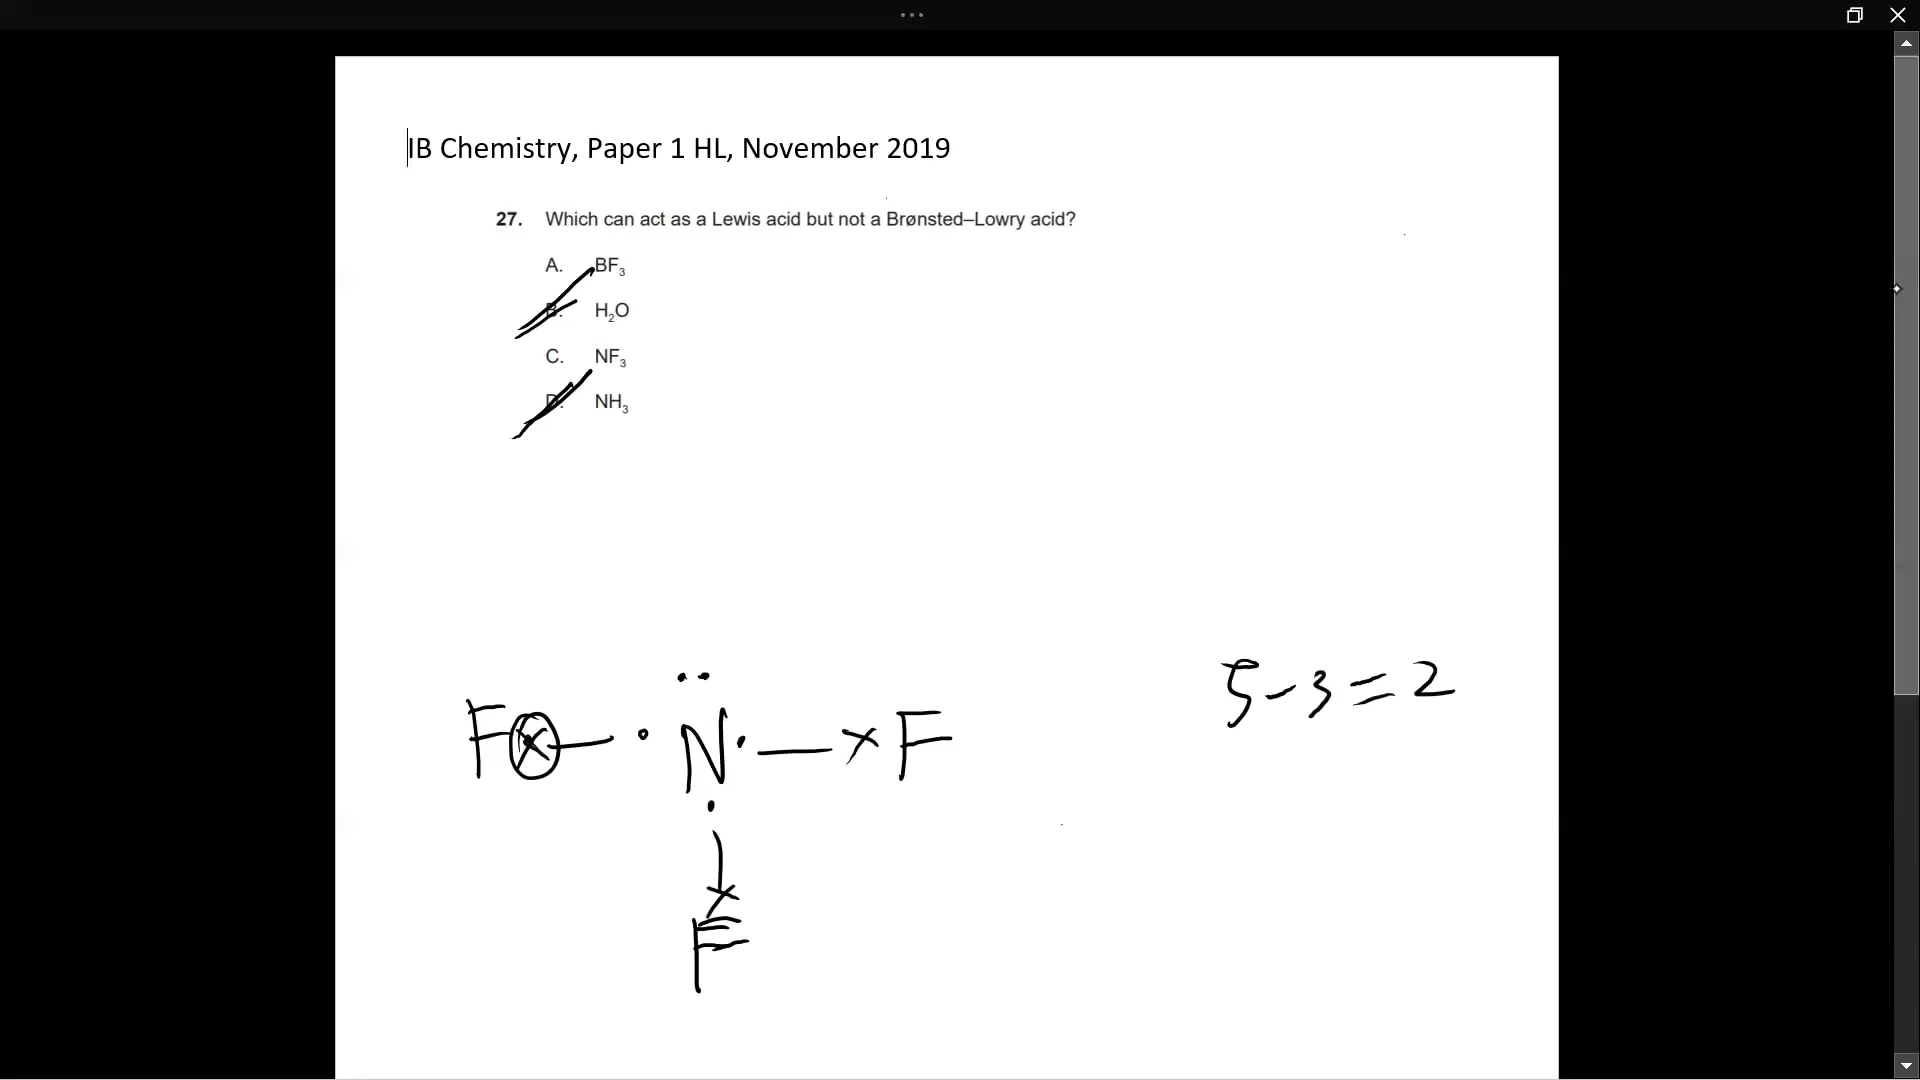 IB Chemistry, Paper 1 HL, November 2019
27. Which can act as a Lewis acid but not a Brønsted–Lowry acid?
A. BF₃
B. H₂O
C. NF₃
D. NH₃
F N F
5-3=2
F